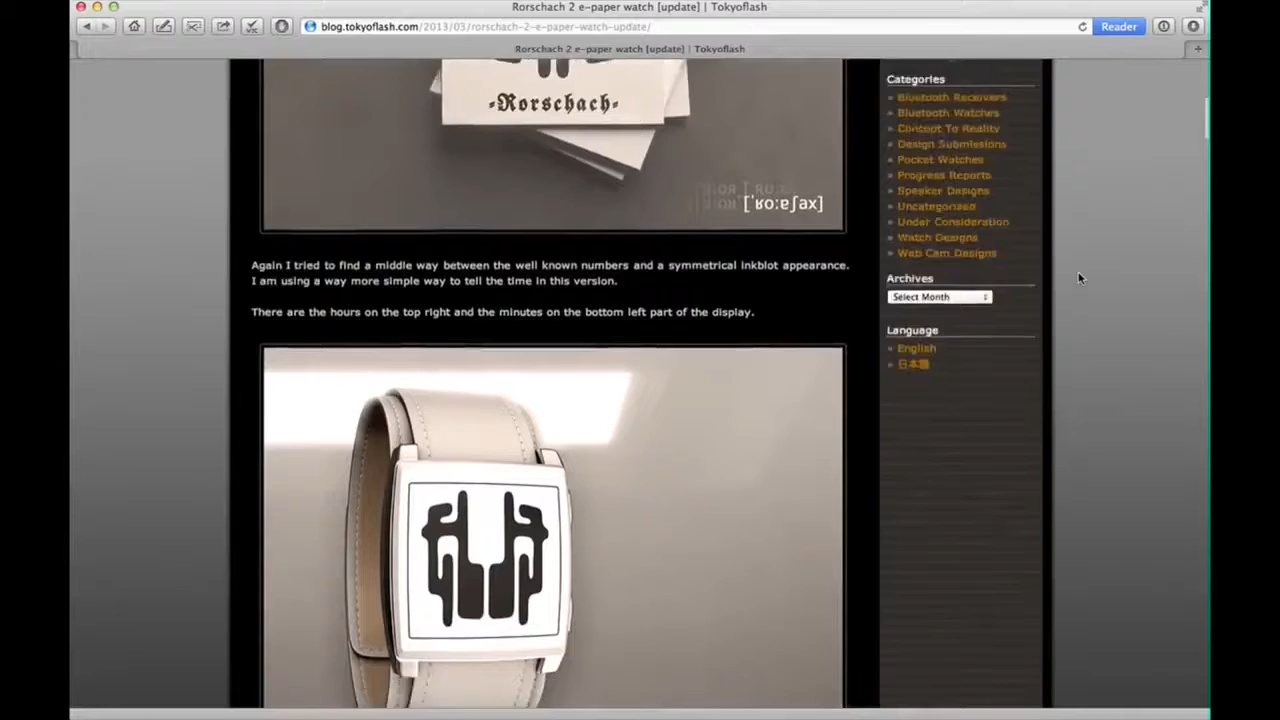 Rorschach 2 e-paper watch [update] | Tokyoflash
blog.tokyoflash.com/2013/03/rorschach-2-e-paper-watch-update/
Reader
Rorschach 2 e-paper watch [update] | Tokyoflash
-Rorschach-
['ʁo:ɐʃax]
Again I tried to find a middle way between the well known numbers and a symmetrical inkblot appearance.
I am using a way more simple way to tell the time in this version.
There are the hours on the top right and the minutes on the bottom left part of the display.
Categories
» Bluetooth Receivers
» Bluetooth Watches
» Concept To Reality
» Design Submissions
» Pocket Watches
» Progress Reports
» Speaker Designs
» Uncategorised
» Under Consideration
» Watch Designs
» Web Cam Designs
Archives
Select Month
Language
» English
» 日本語